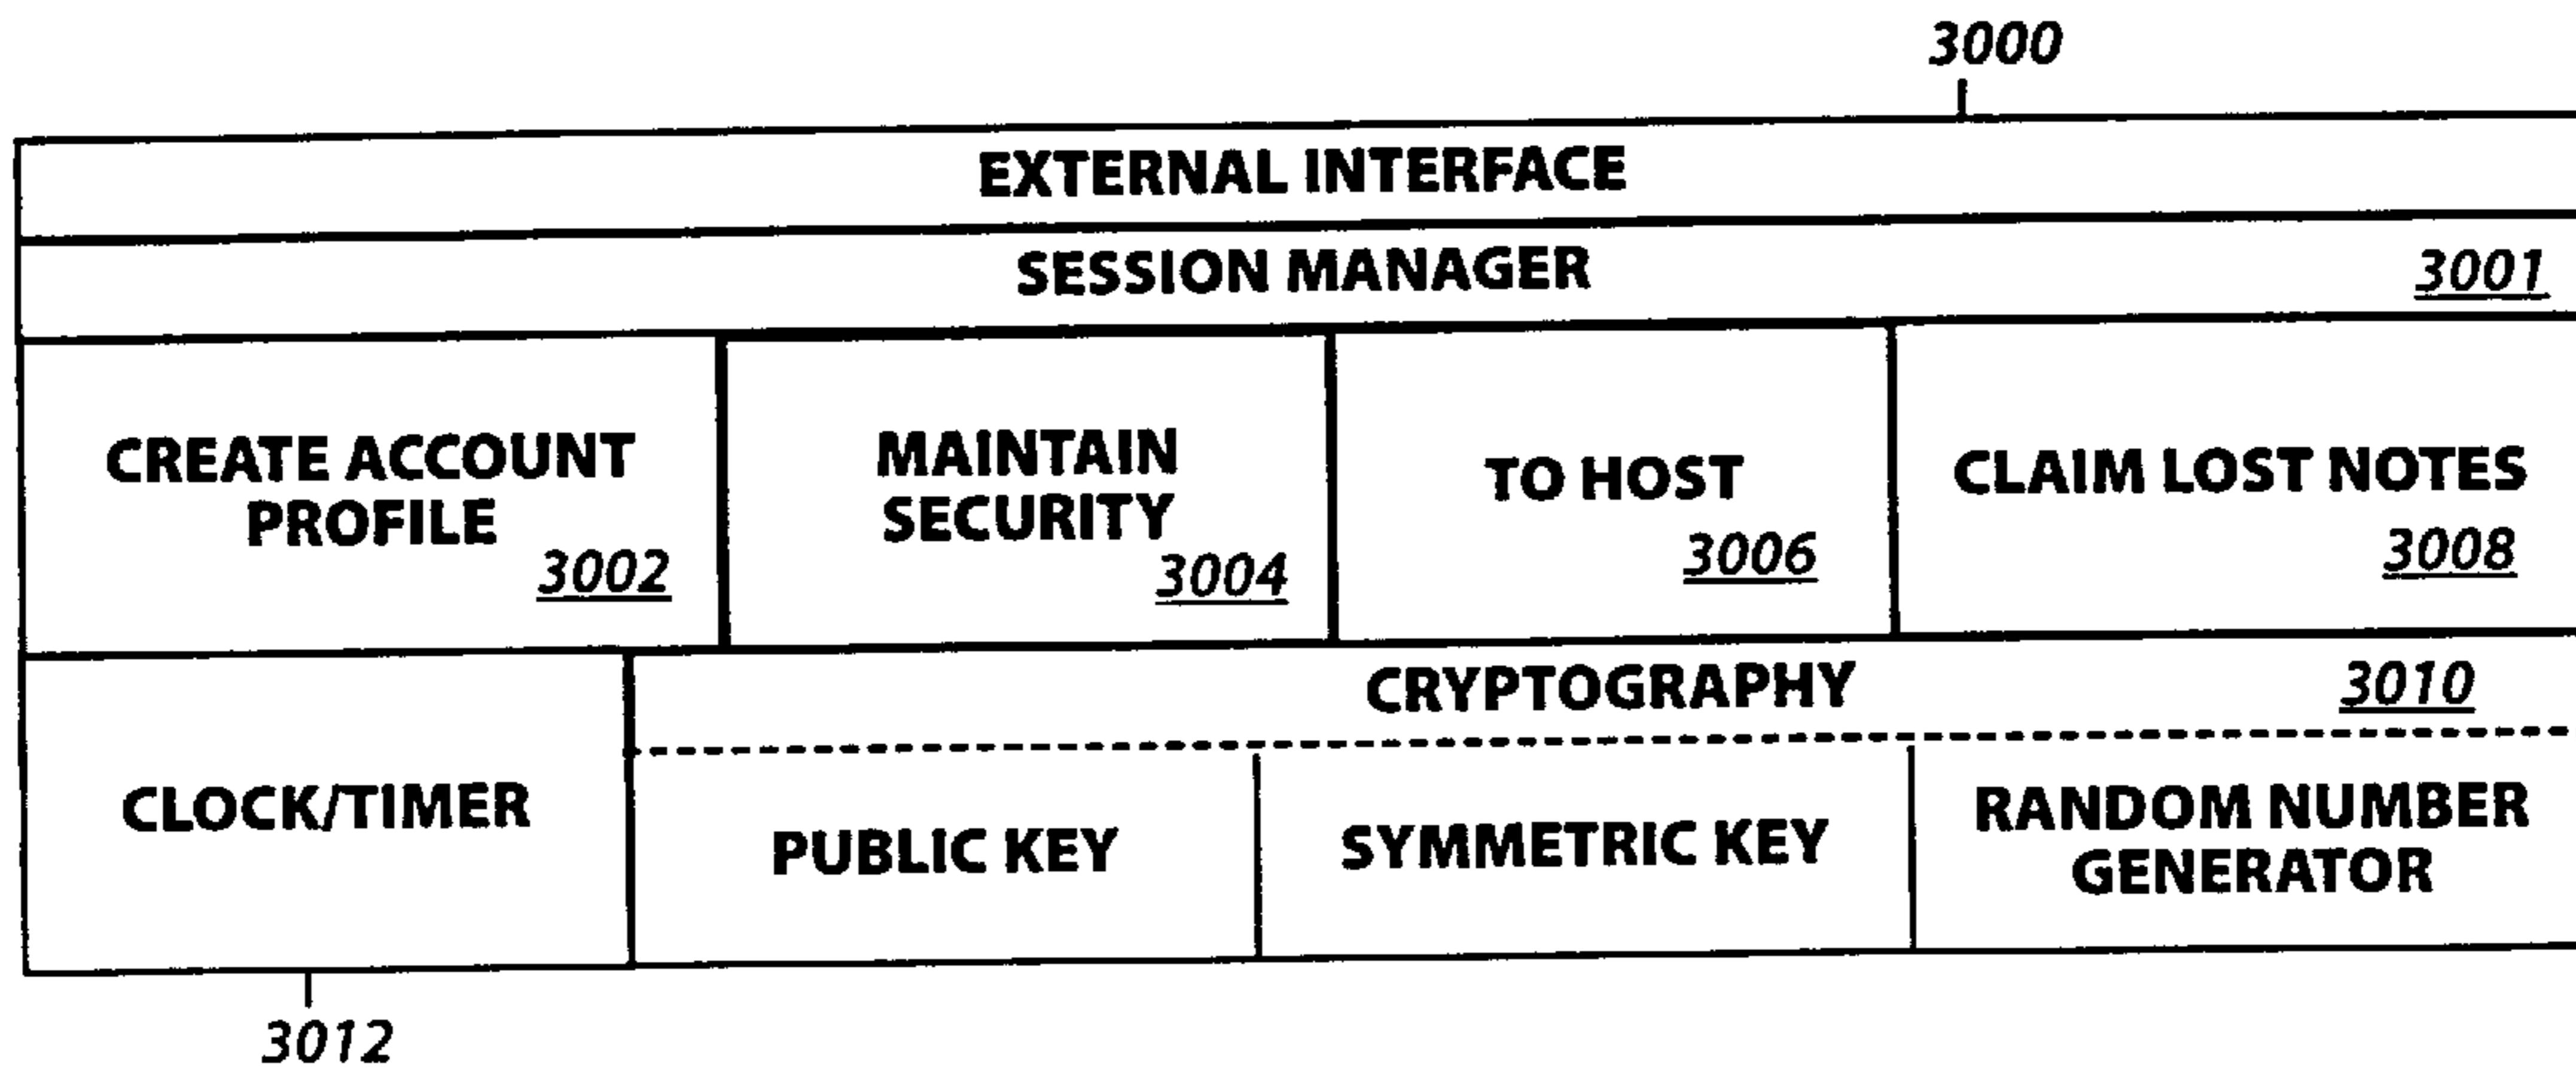 3000
EXTERNAL INTERFACE
SESSION MANAGER 3001
CREATE ACCOUNT
PROFILE
3002
MAINTAIN
SECURITY
3004
TO HOST
3006
CLAIM LOST NOTES
3008
CRYPTOGRAPHY 3010
CLOCK/TIMER
PUBLIC KEY
SYMMETRIC KEY
RANDOM NUMBER
GENERATOR
3012